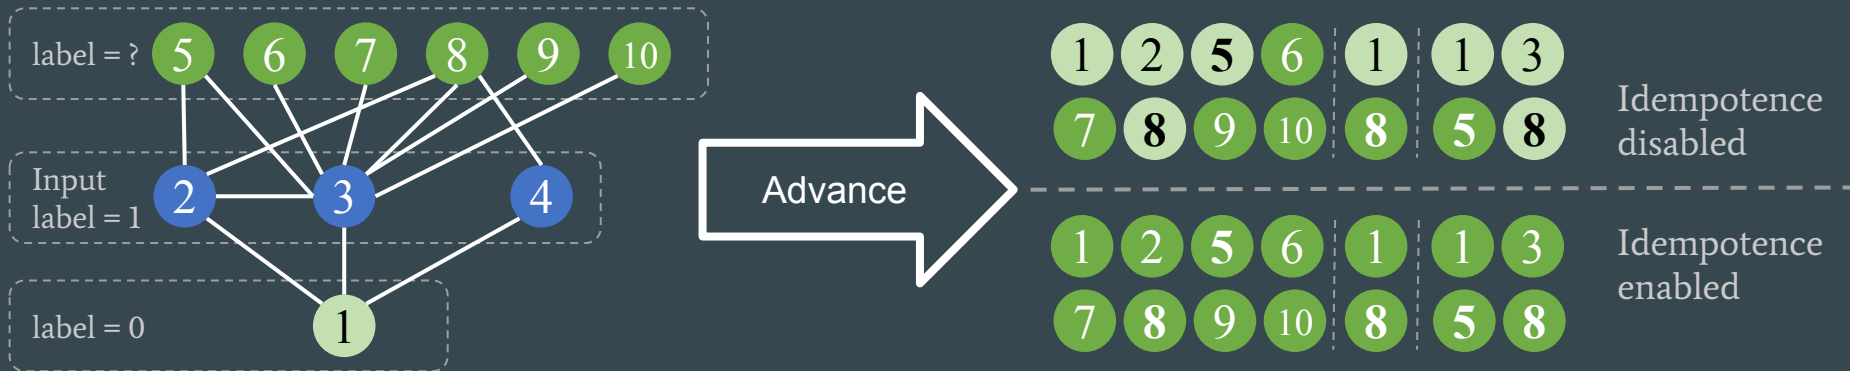 label = ? 5 6 7 8 9 10
Input
label = 1
2 3 4
label = 0 1
Advance
1 2 5 6 1 1 3
7 8 9 10 8 5 8
Idempotence
disabled
1 2 5 6 1 1 3
7 8 9 10 8 5 8
Idempotence
enabled